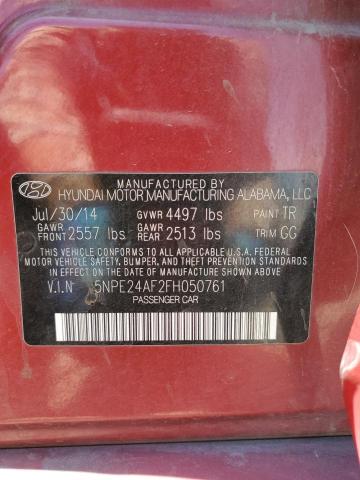 MANUFACTURED BY
HYUNDAI MOTOR MANUFACTURING ALABAMA, LLC
Jul/30/14 GVWR 4497 lbs PAINT TR
GAWR FRONT 2557 lbs GAWR REAR 2513 lbs TRIM GG
THIS VEHICLE CONFORMS TO ALL APPLICABLE U.S.A. FEDERAL
MOTOR VEHICLE SAFETY, BUMPER, AND THEFT PREVENTION STANDARDS
IN EFFECT ON THE DATE OF MANUFACTURE SHOWN ABOVE.
V.I.N 5NPE24AF2FH050761
PASSENGER CAR